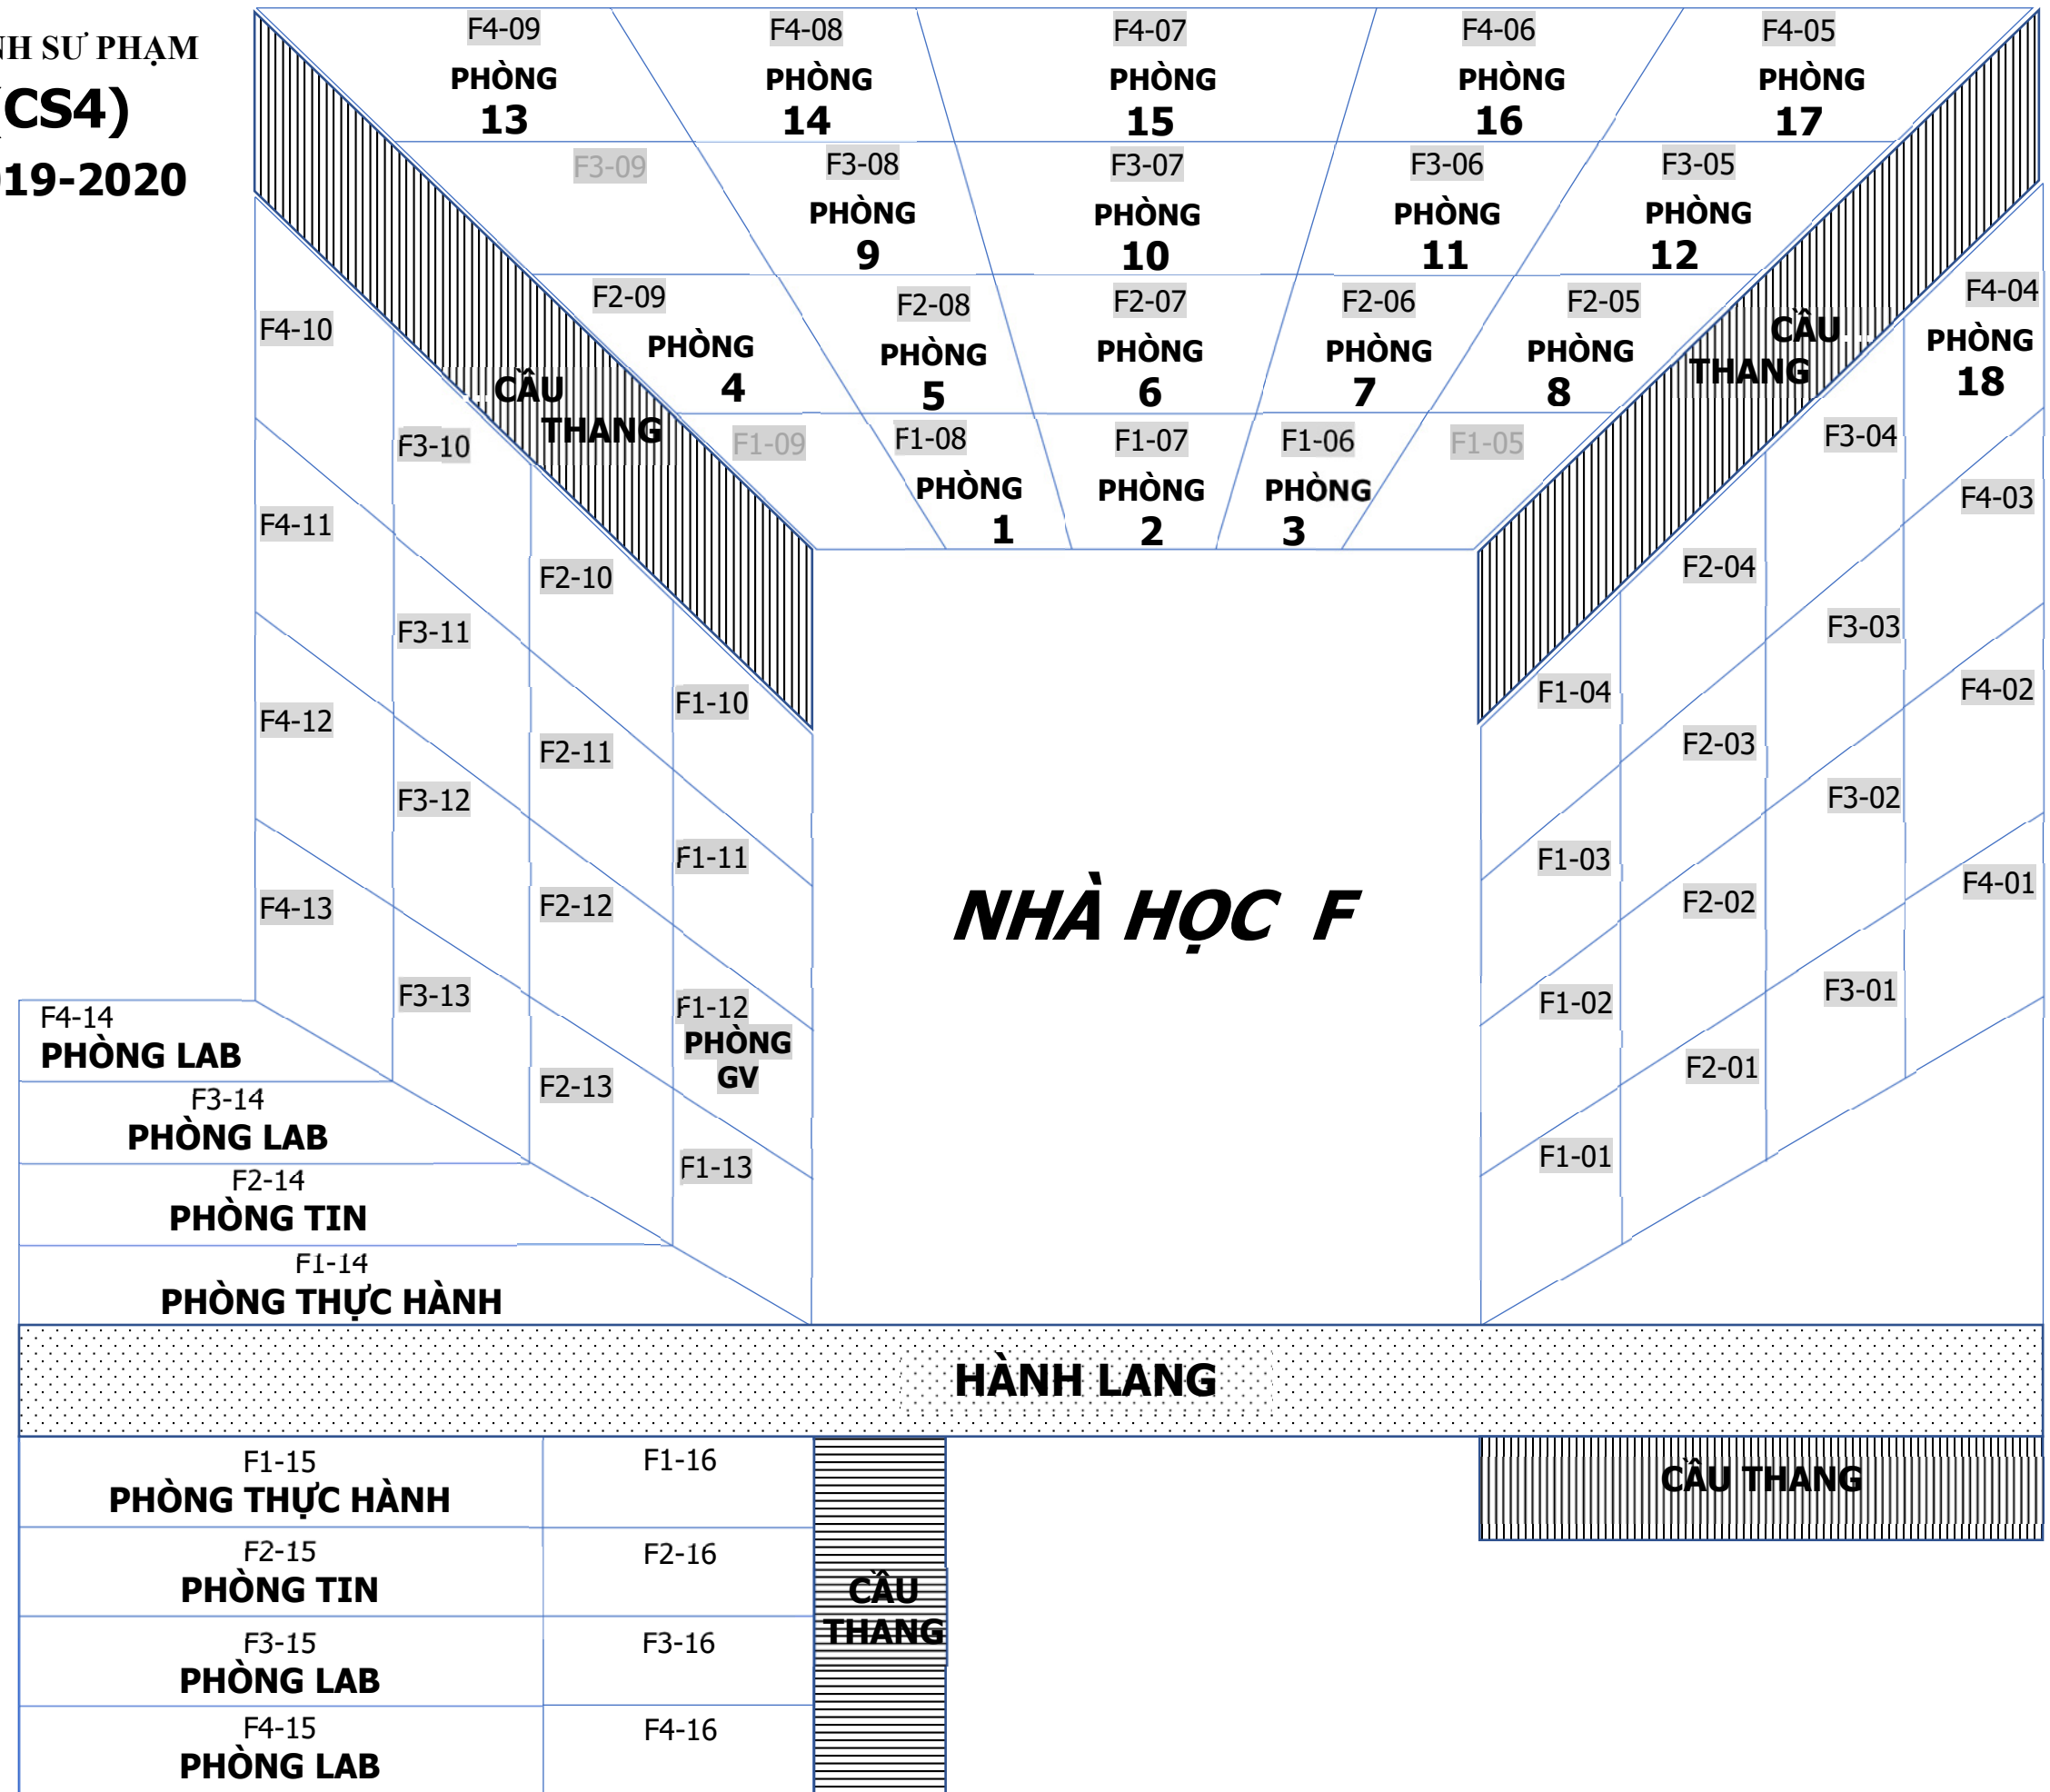 NH SƯ PHẠM
(CS4)
019-2020
F4-09
PHÒNG
13
F4-08
PHÒNG
14
F4-07
PHÒNG
15
F4-06
PHÒNG
16
F4-05
PHÒNG
17
F3-09
F3-08
PHÒNG
9
F3-07
PHÒNG
10
F3-06
PHÒNG
11
F3-05
PHÒNG
12
F2-09
PHÒNG
4
F2-08
PHÒNG
5
F2-07
PHÒNG
6
F2-06
PHÒNG
7
F2-05
PHÒNG
8
F1-09
F1-08
PHÒNG
1
F1-07
PHÒNG
2
F1-06
PHÒNG
3
F1-05
CẦU
THANG
CẦU
THANG
F4-10
F4-11
F4-12
F4-13
F3-10
F3-11
F3-12
F3-13
F2-10
F2-11
F2-12
F2-13
F1-10
F1-11
F1-12
PHÒNG
GV
F1-13
NHÀ HỌC F
F1-04
F1-03
F1-02
F1-01
F2-04
F2-03
F2-02
F2-01
F3-04
F3-03
F3-02
F3-01
F4-04
PHÒNG
18
F4-03
F4-02
F4-01
F4-14
PHÒNG LAB
F3-14
PHÒNG LAB
F2-14
PHÒNG TIN
F1-14
PHÒNG THỰC HÀNH
HÀNH LANG
F1-15
PHÒNG THỰC HÀNH
F1-16
F2-15
PHÒNG TIN
F2-16
F3-15
PHÒNG LAB
F3-16
F4-15
PHÒNG LAB
F4-16
CẦU
THANG
CẦU THANG